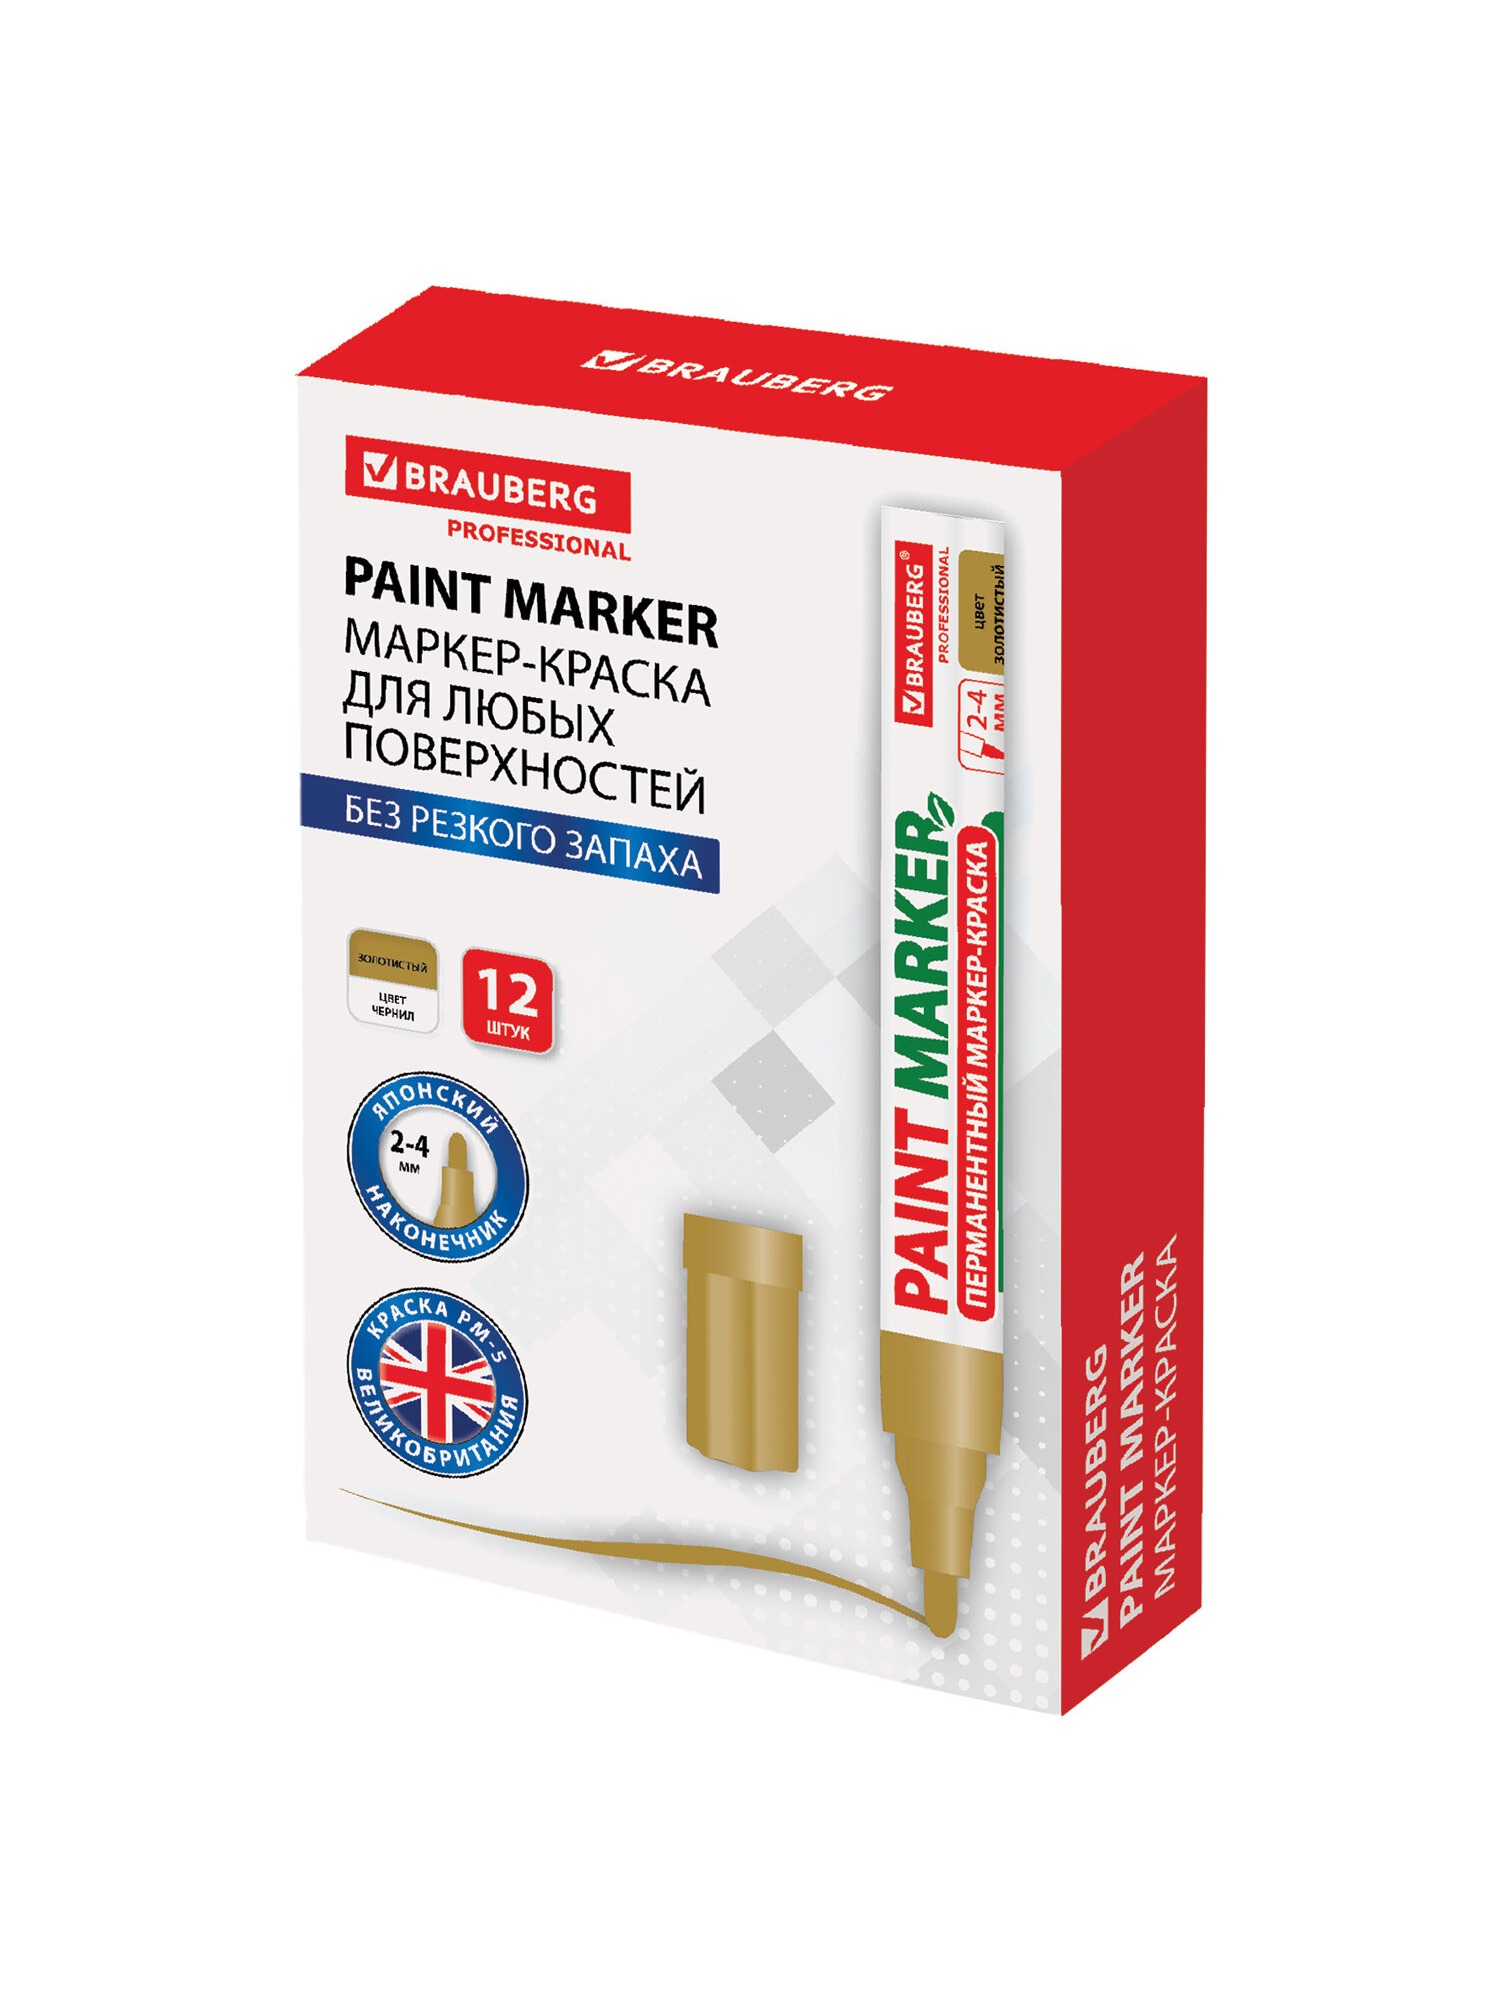 BRAUBERG
BRAUBERG
PROFESSIONAL
PAINT MARKER
МАРКЕР-КРАСКА
ДЛЯ ЛЮБЫХ
ПОВЕРХНОСТЕЙ
БЕЗ РЕЗКОГО ЗАПАХА
ЗОЛОТИСТЫЙ
ЦВЕТ
ЧЕРНИЛ
12
ШТУК
ЯПОНСКИЙ
2-4
ММ
НАКОНЕЧНИК
КРАСКА PM-5
ВЕЛИКОБРИТАНИЯ
BRAUBERG®
PROFESSIONAL
цвет
ЗОЛОТИСТЫЙ
2-4
ММ
PAINT MARKER
ПЕРМАНЕНТНЫЙ МАРКЕР-КРАСКА
BRAUBERG
PAINT MARKER
МАРКЕР-КРАСКА